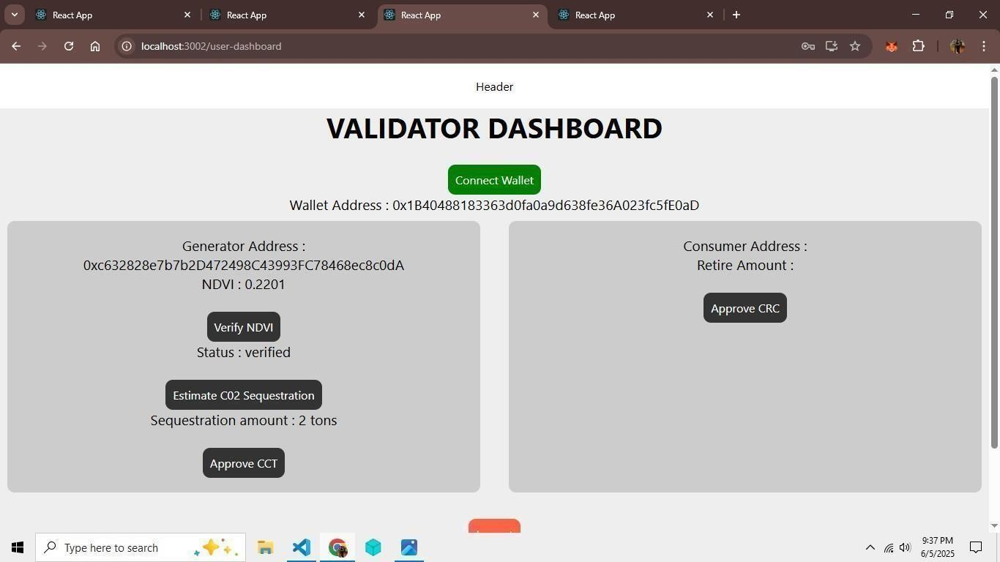 React App
React App
React App
React App
localhost:3002/user-dashboard
Header
VALIDATOR DASHBOARD
Connect Wallet
Wallet Address : 0x1B40488183363d0fa0a9d638fe36A023fc5fE0aD
Generator Address :
0xc632828e7b7b2D472498C43993FC78468ec8c0dA
NDVI : 0.2201
Verify NDVI
Status : verified
Estimate C02 Sequestration
Sequestration amount : 2 tons
Approve CCT
Consumer Address :
Retire Amount :
Approve CRC
Type here to search
9:37 PM
6/5/2025